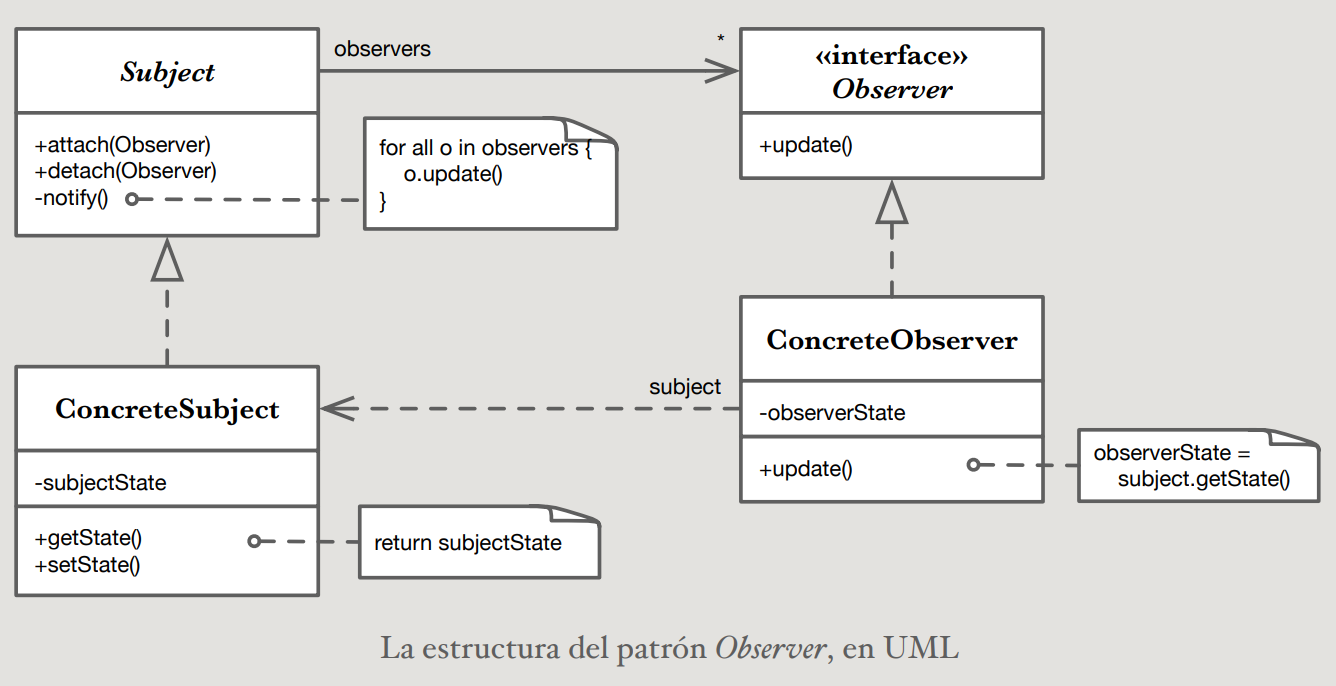 Subject
+attach(Observer)
+detach(Observer)
-notify()
observers
*
for all o in observers {
o.update()
}
«interface»
Observer
+update()
ConcreteSubject
-subjectState
+getState()
+setState()
return subjectState
subject
ConcreteObserver
-observerState
+update()
observerState =
subject.getState()
La estructura del patrón Observer, en UML